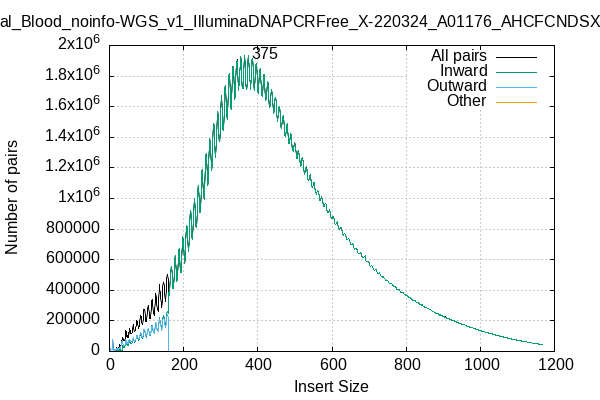 al_Blood_noinfo-WGS_v1_IlluminaDNAPCRFree_X-220324_A01176_AHCFCNDSX
2x10^6
1.8x10^6
1.6x10^6
1.4x10^6
1.2x10^6
1x10^6
800000
600000
400000
200000
0
Number of pairs
375
All pairs
Inward
Outward
Other
0 200 400 600 800 1000 1200
Insert Size